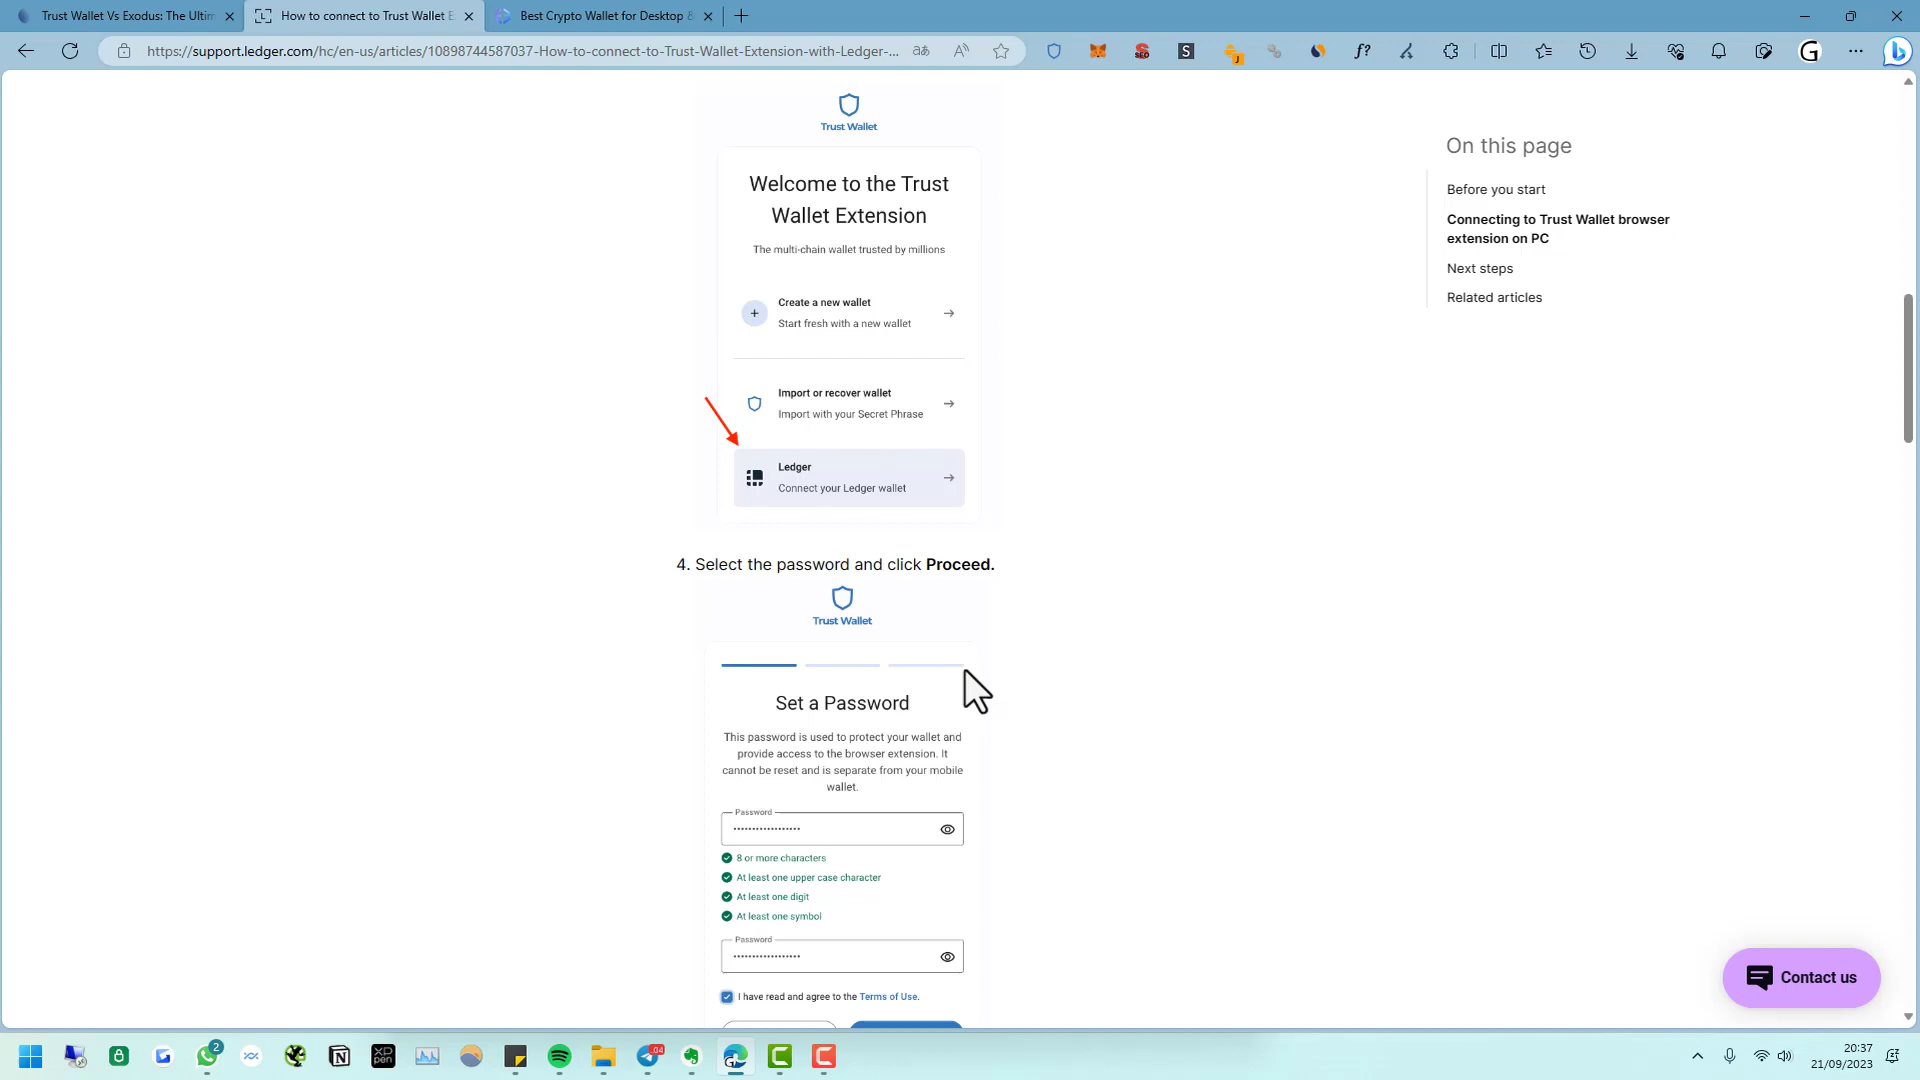 Trust Wallet Vs Exodus: The Ultim
How to connect to Trust Wallet E
Best Crypto Wallet for Desktop &
https://support.ledger.com/hc/en-us/articles/10898744587037-How-to-connect-to-Trust-Wallet-Extension-with-Ledger-...
Trust Wallet
Welcome to the Trust
Wallet Extension
The multi-chain wallet trusted by millions
Create a new wallet
Start fresh with a new wallet
Import or recover wallet
Import with your Secret Phrase
Ledger
Connect your Ledger wallet
4. Select the password and click Proceed.
Trust Wallet
Set a Password
This password is used to protect your wallet and
provide access to the browser extension. It
cannot be reset and is separate from your mobile
wallet.
Password
8 or more characters
At least one upper case character
At least one digit
At least one symbol
Password
I have read and agree to the Terms of Use.
On this page
Before you start
Connecting to Trust Wallet browser
extension on PC
Next steps
Related articles
Contact us
20:37
21/09/2023